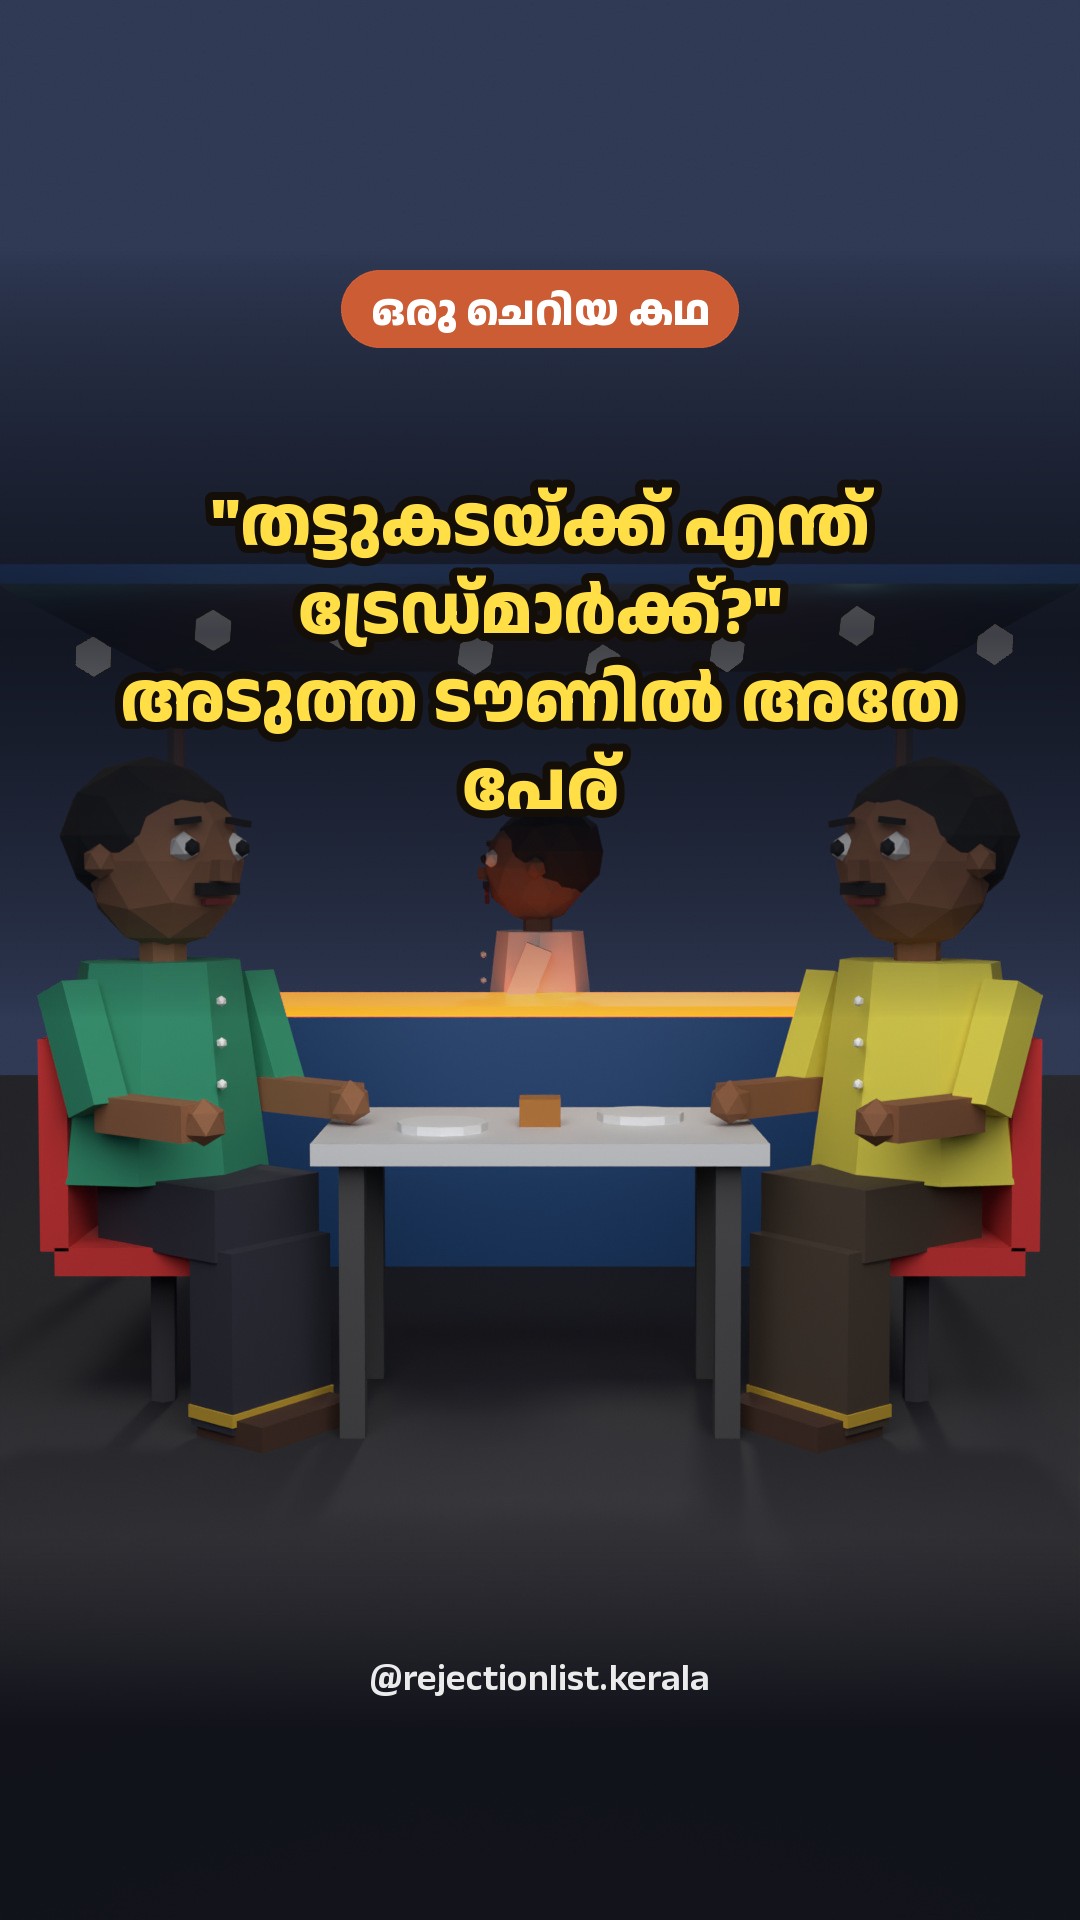 ഒരു ചെറിയ കഥ
"തട്ടുകടയ്ക്ക് എന്ത്
ട്രേഡ്മാർക്ക്?"
അടുത്ത ടൗണിൽ അതേ
പേര്
@rejectionlist.kerala